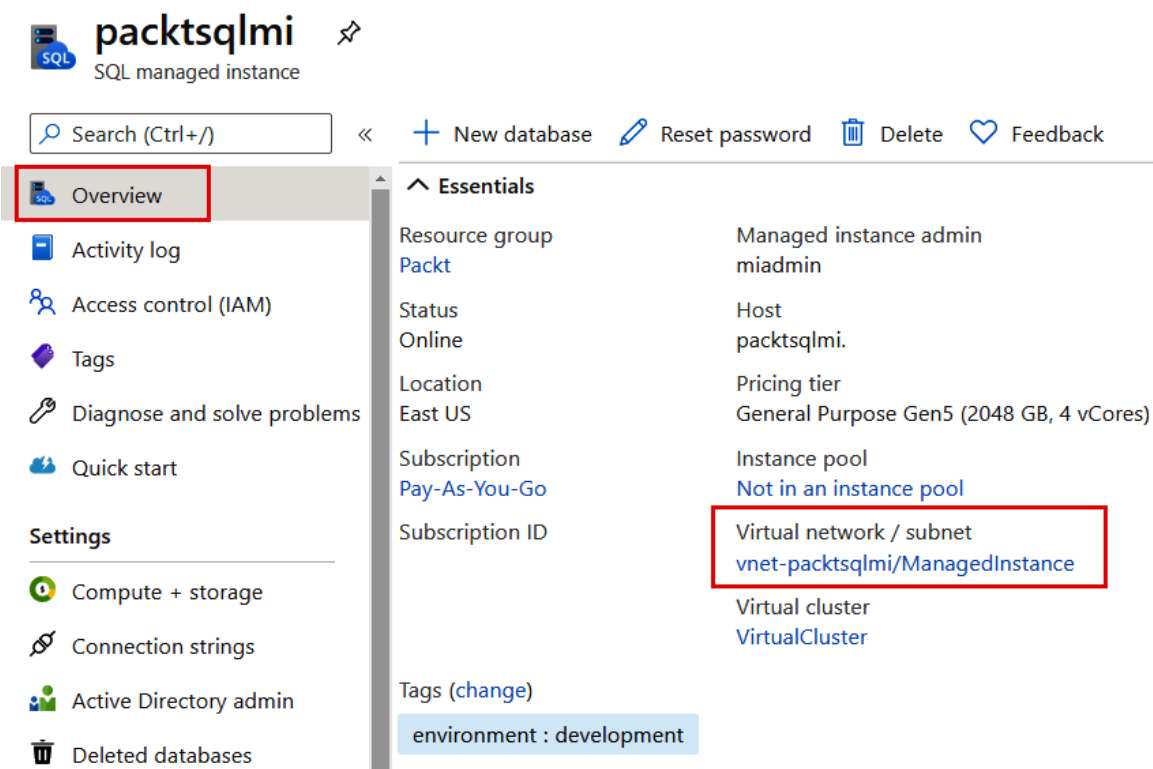 packtsqlmi
SQL
SQL managed instance
Search (Ctrl+/)
«
New database
Reset password
Delete
Feedback
Overview
Activity log
Access control (IAM)
Tags
Diagnose and solve problems
Quick start
Settings
Compute + storage
Connection strings
Active Directory admin
Deleted databases
Essentials
Resource group
Packt
Status
Online
Location
East US
Subscription
Pay-As-You-Go
Subscription ID
Managed instance admin
miadmin
Host
packtsqlmi.
Pricing tier
General Purpose Gen5 (2048 GB, 4 vCores)
Instance pool
Not in an instance pool
Virtual network / subnet
vnet-packtsqlmi/ManagedInstance
Virtual cluster
VirtualCluster
Tags (change)
environment : development